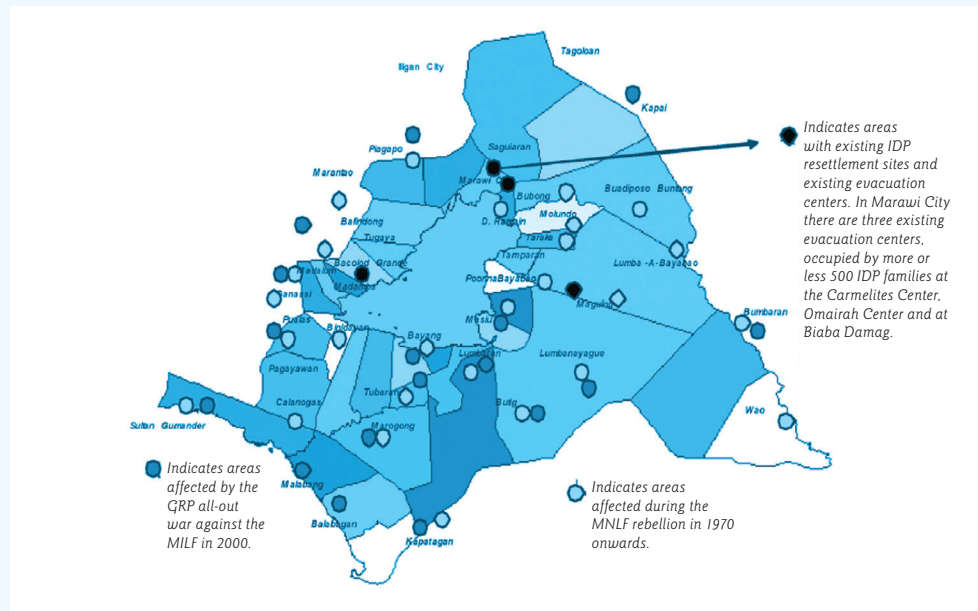 Tagoloan
Iligan City
Kapai
Indicates areas
with existing IDP
resettlement sites and
existing evacuation
centers. In Marawi City
there are three existing
evacuation centers,
occupied by more or
less 500 IDP families at
the Carmelites Center,
Omairah Center and at
Biaba Damag.
Piagapo
Saguiaran
Marantao
Marawi C
Bubong
Buadiposo Buntong
Balindong
D. Ragain
Molundo
Tugaya
Taraka
Bacolod Grande
Tamparan
Lumba -A-Bayabao
Madalum
PoonnaBayabao
Madamba
Ganassi
Maguing
Bumbaran
Pualas
Binidayan
Masiu
Bayang
Lumbatan
Lumbanayague
Pagayawan
Tubaran
Calanogas
Butig
Wao
Sultan Gumander
Marogong
Indicates areas
affected by the
GRP all-out
war against the
MILF in 2000.
Malabang
Indicates areas
affected during the
MNLF rebellion in 1970
onwards.
Balabagan
Kapatagan